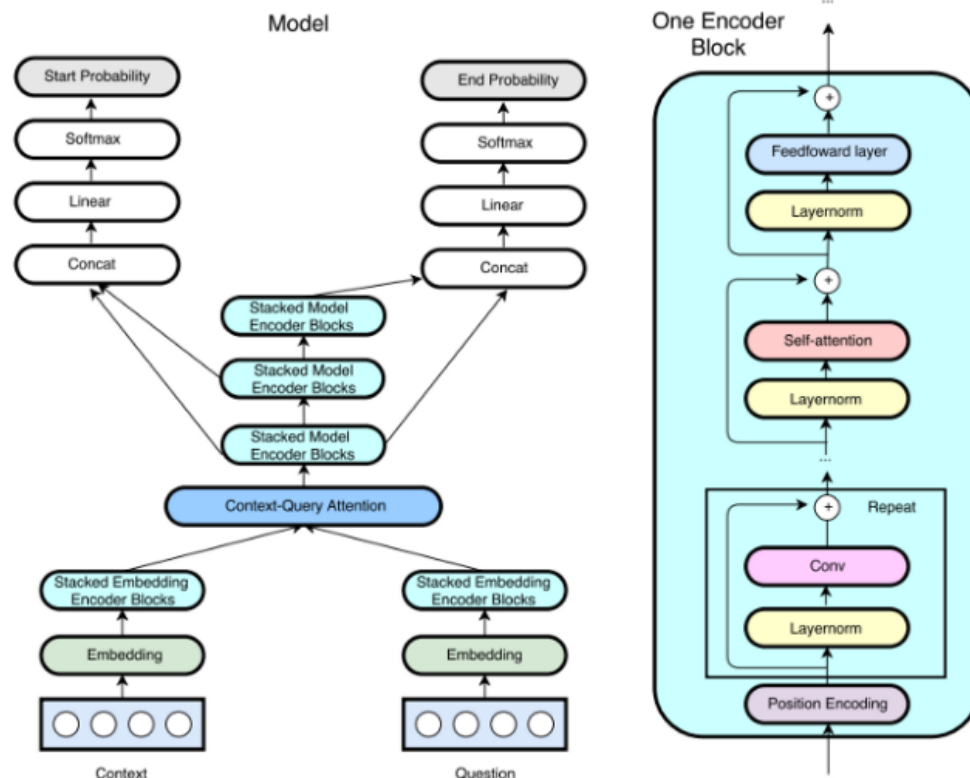 Model
Start Probability
Softmax
Linear
Concat
End Probability
Softmax
Linear
Concat
Stacked Model
Encoder Blocks
Stacked Model
Encoder Blocks
Stacked Model
Encoder Blocks
Context-Query Attention
Stacked Embedding
Encoder Blocks
Stacked Embedding
Encoder Blocks
Embedding
Embedding
Context
Question
One Encoder
Block
...
+
Feedfoward layer
Layernorm
+
Self-attention
Layernorm
...
+
Repeat
Conv
Layernorm
Position Encoding